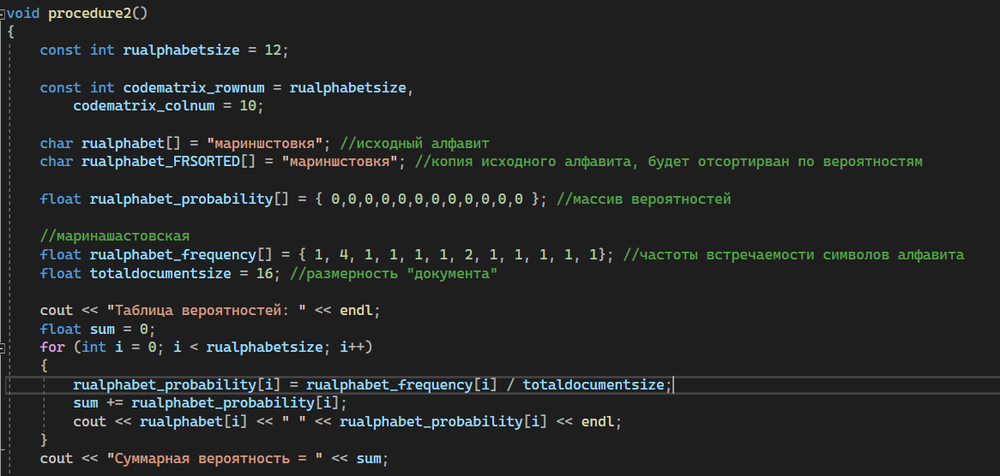 void procedure2()
{
    const int rualphabetsize = 12;

    const int codematrix_rownum = rualphabetsize,
        codematrix_colnum = 10;

    char rualphabet[] = "мариншстовкя"; //исходный алфавит
    char rualphabet_FRSORTED[] = "мариншстовкя"; //копия исходного алфавита, будет отсортирван по вероятностям

    float rualphabet_probability[] = { 0,0,0,0,0,0,0,0,0,0,0,0 }; //массив вероятностей

    //маринашастовская
    float rualphabet_frequency[] = { 1, 4, 1, 1, 1, 1, 2, 1, 1, 1, 1, 1}; //частоты встречаемости символов алфавита
    float totaldocumentsize = 16; //размерность "документа"

    cout << "Таблица вероятностей: " << endl;
    float sum = 0;
    for (int i = 0; i < rualphabetsize; i++)
    {
        rualphabet_probability[i] = rualphabet_frequency[i] / totaldocumentsize;
        sum += rualphabet_probability[i];
        cout << rualphabet[i] << " " << rualphabet_probability[i] << endl;
    }
    cout << "Суммарная вероятность = " << sum;